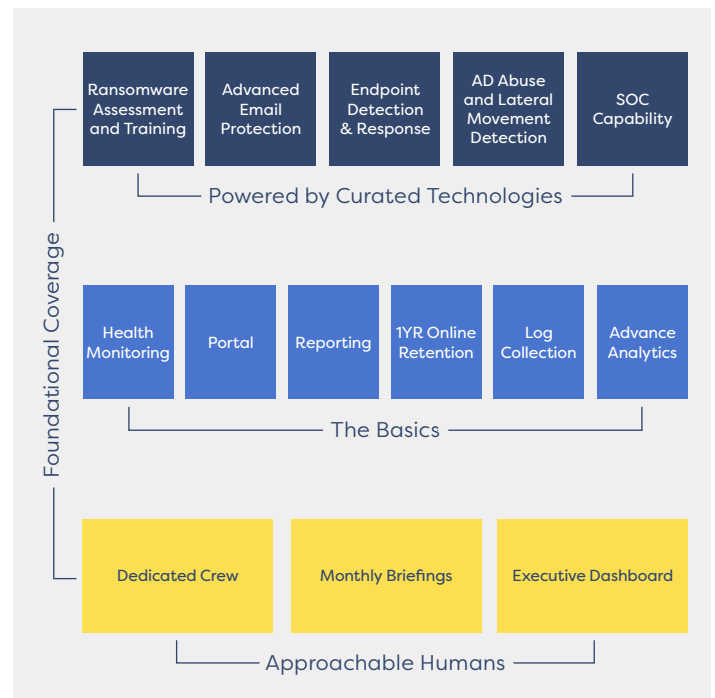 Ransomware
Assessment
and Training
Advanced
Email
Protection
Endpoint
Detection
& Response
AD Abuse
and Lateral
Movement
Detection
SOC
Capability
Powered by Curated Technologies
Foundational Coverage
Health
Monitoring
Portal
Reporting
1YR Online
Retention
Log
Collection
Advance
Analytics
The Basics
Dedicated Crew
Monthly Briefings
Executive Dashboard
Approachable Humans